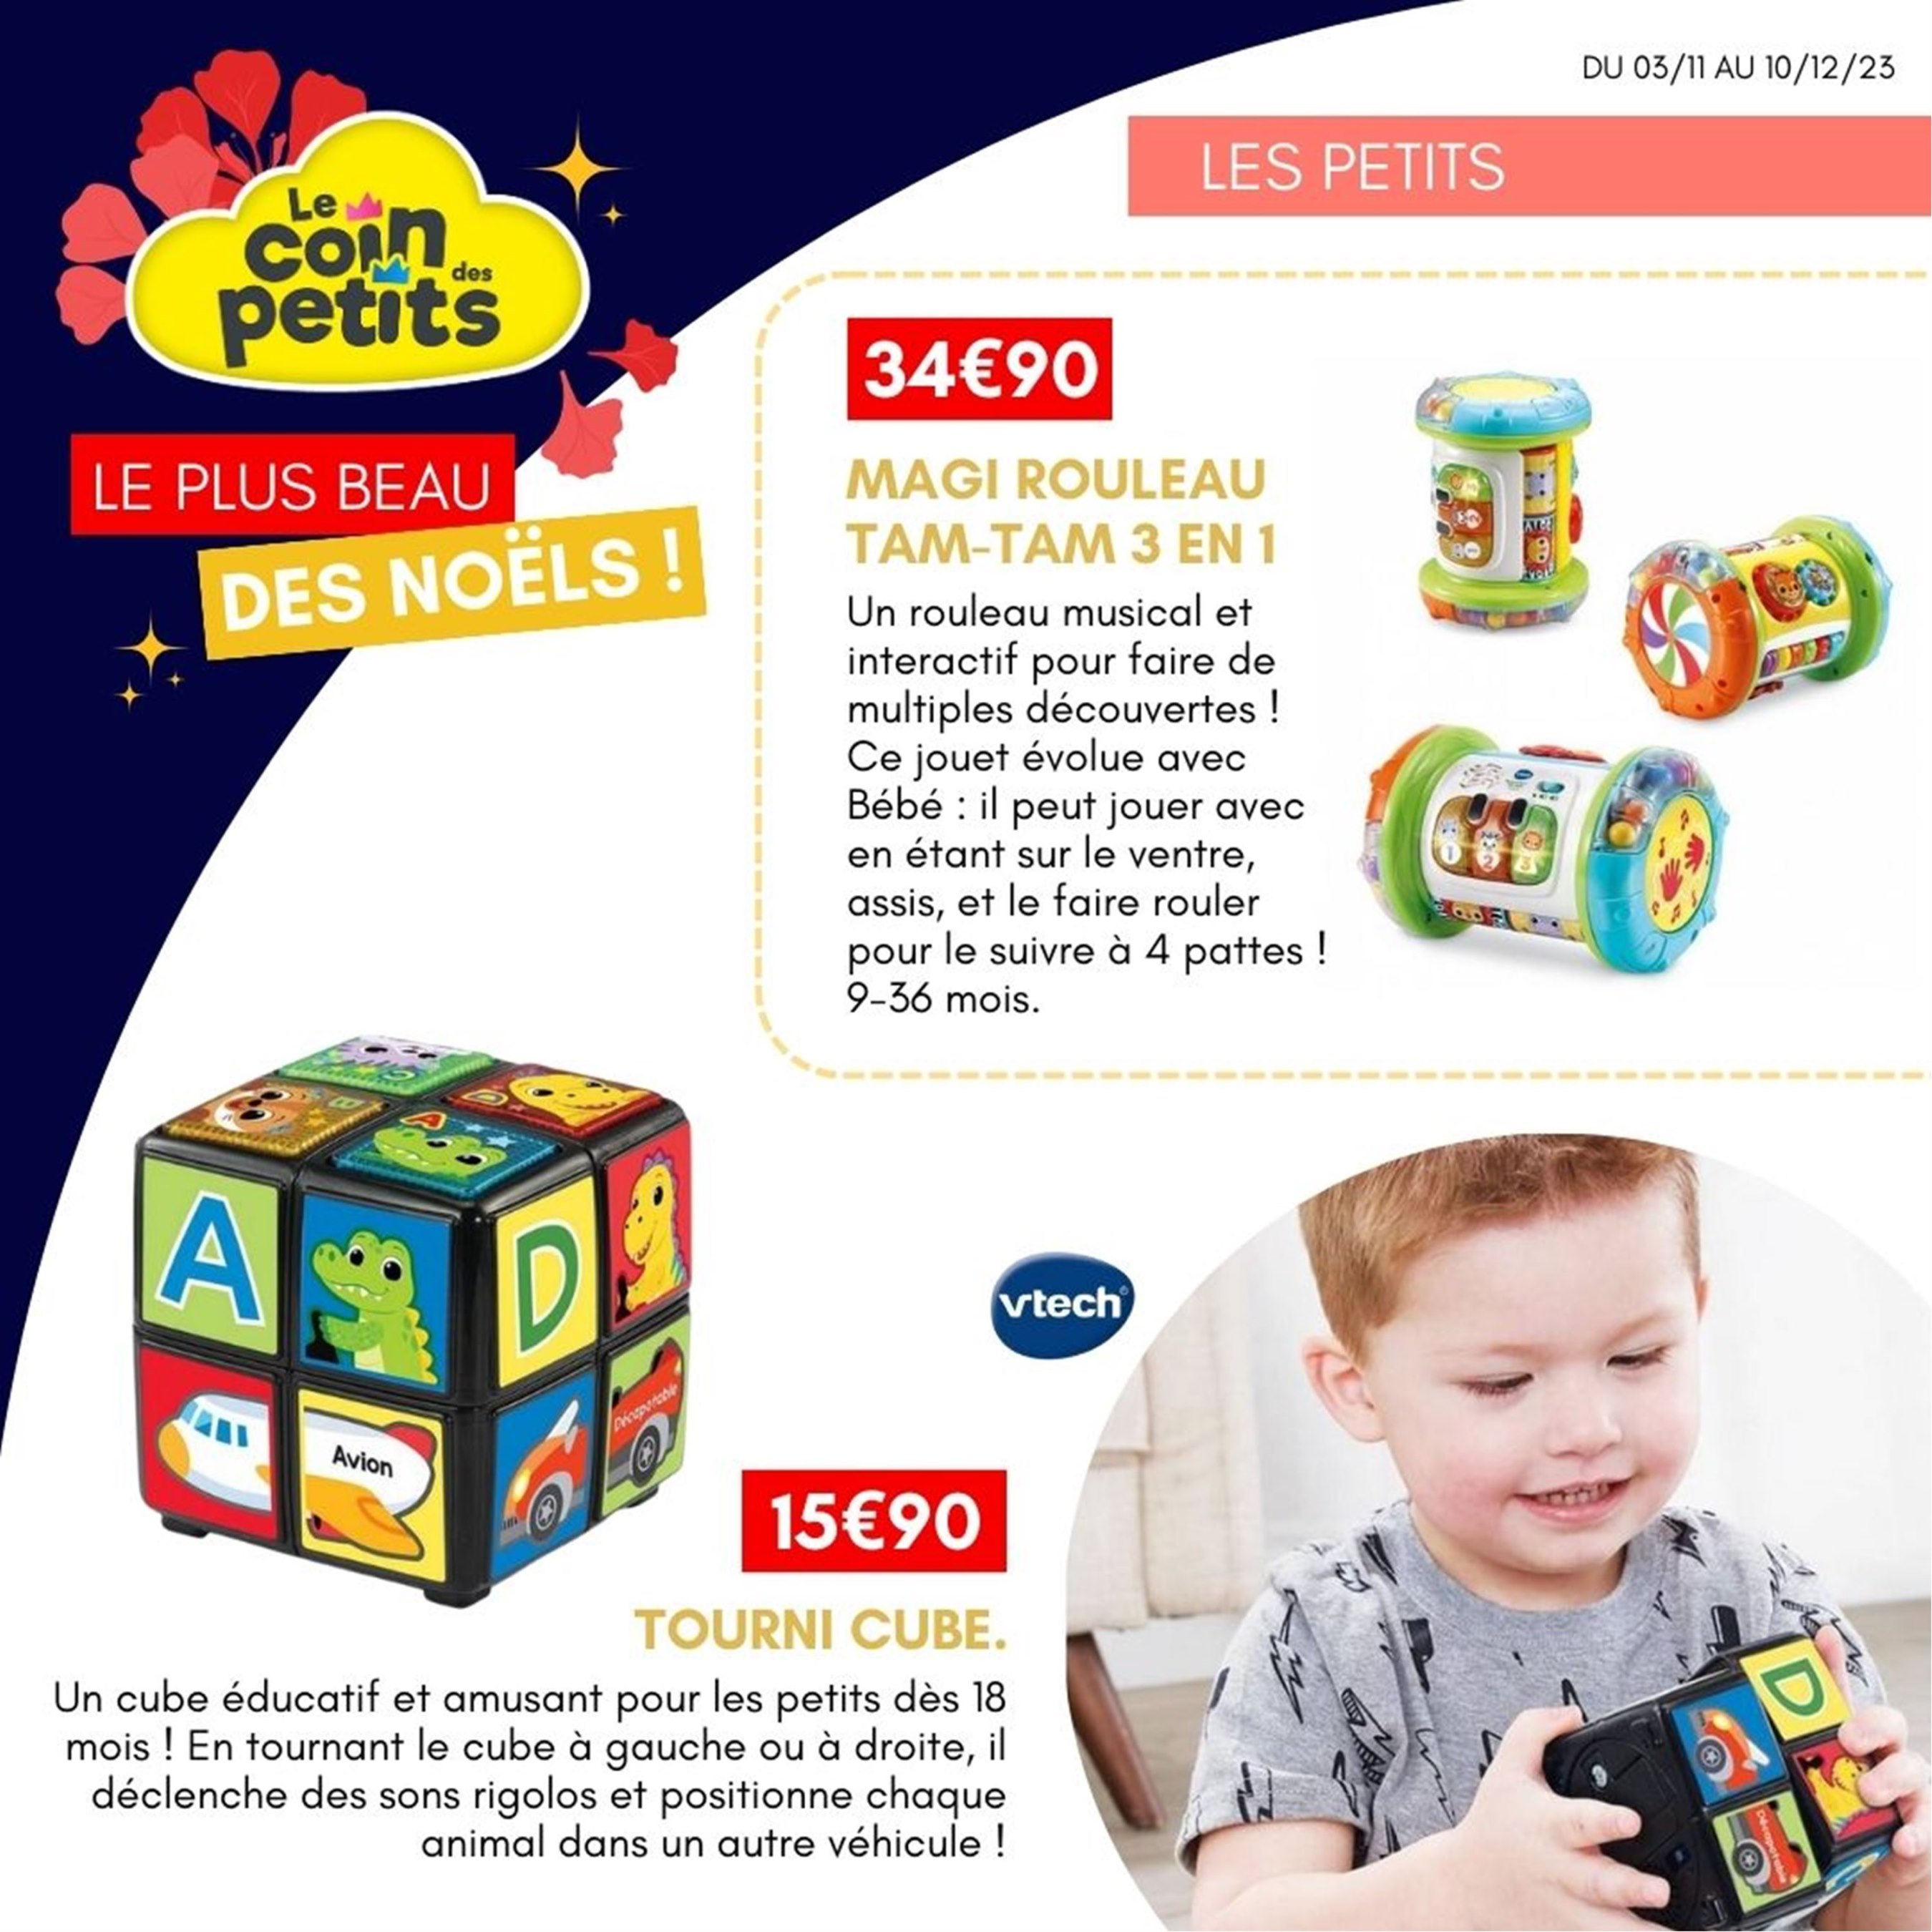 DU 03/11 AU 10/12/23
LES PETITS
Le
coin
des
petits
LE PLUS BEAU
DES NOËLS !
34€90
MAGI ROULEAU
TAM-TAM 3 EN 1
Un rouleau musical et
interactif pour faire de
multiples découvertes !
Ce jouet évolue avec
Bébé : il peut jouer avec
en étant sur le ventre,
assis, et le faire rouler
pour le suivre à 4 pattes !
9-36 mois.
1 2 3
A D
Avion
Décapotable
vtech
15€90
TOURNI CUBE.
Un cube éducatif et amusant pour les petits dès 18
mois ! En tournant le cube à gauche ou à droite, il
déclenche des sons rigolos et positionne chaque
animal dans un autre véhicule !
D
Décapotable